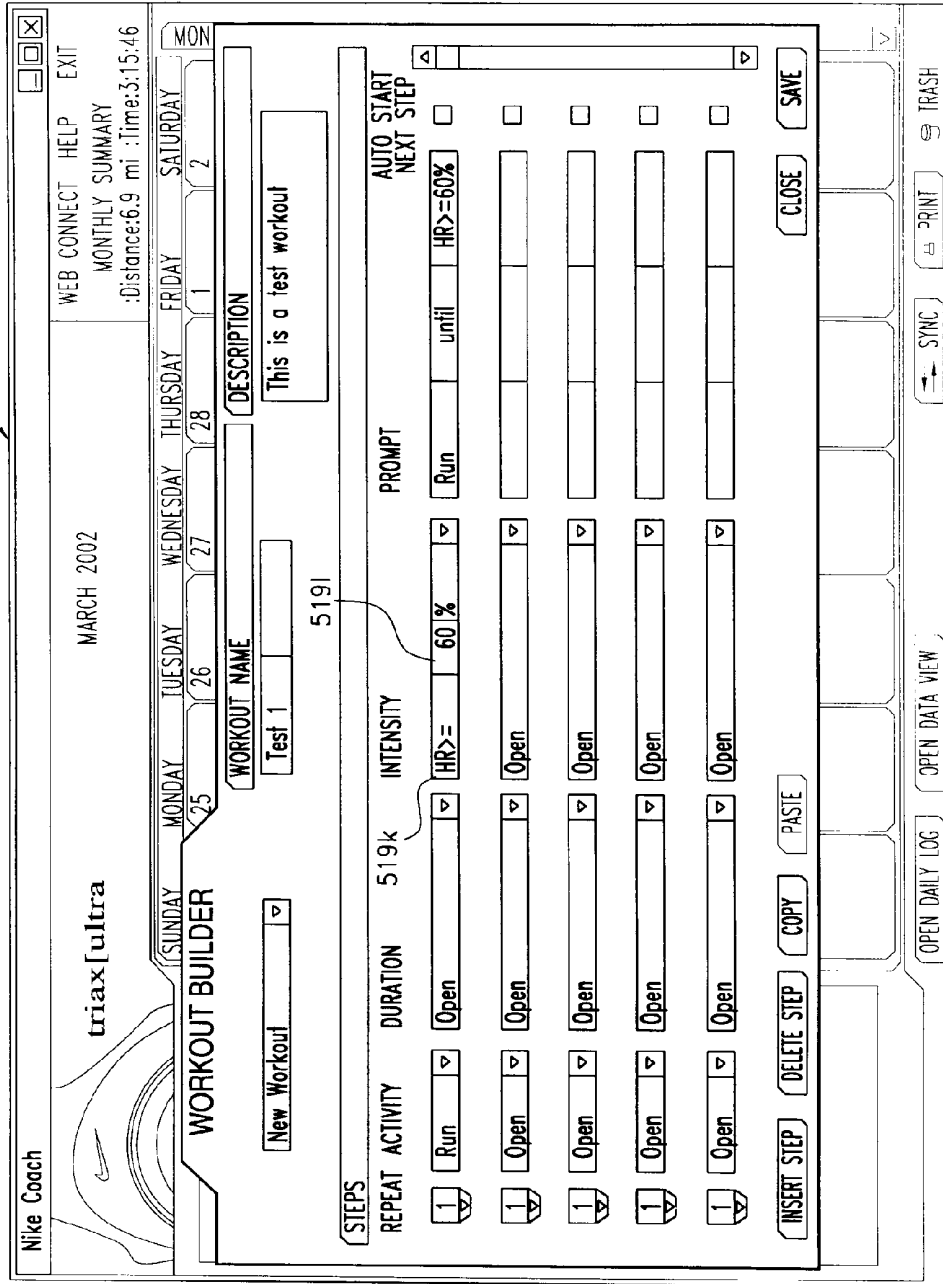 Nike Coach
WEB CONNECT HELP EXIT
triax[ultra
MARCH 2002
MONTHLY SUMMARY
:Distance:6.9 mi :Time:3:15:46
SUNDAY MONDAY TUESDAY WEDNESDAY THURSDAY FRIDAY SATURDAY
25 26 27 28 1 2
MON
WORKOUT BUILDER
WORKOUT NAME DESCRIPTION
New Workout Test 1 This is a test workout
519l
STEPS
519k
REPEAT ACTIVITY DURATION INTENSITY PROMPT AUTO START
NEXT STEP
1 Run Open HR>= 60 % Run until HR>=60%
1 Open Open Open
1 Open Open Open
1 Open Open Open
1 Open Open Open
INSERT STEP DELETE STEP COPY PASTE CLOSE SAVE
OPEN DAILY LOG OPEN DATA VIEW SYNC PRINT TRASH